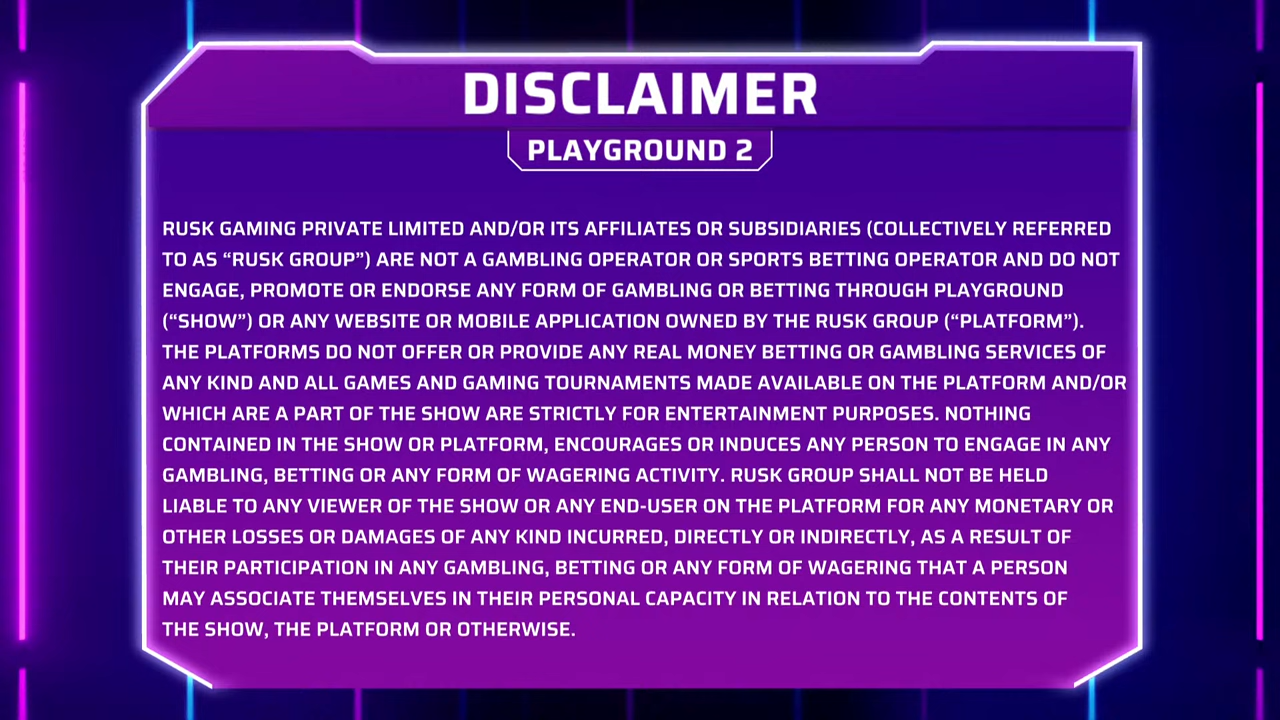 DISCLAIMER
PLAYGROUND 2
RUSK GAMING PRIVATE LIMITED AND/OR ITS AFFILIATES OR SUBSIDIARIES (COLLECTIVELY REFERRED
TO AS “RUSK GROUP”) ARE NOT A GAMBLING OPERATOR OR SPORTS BETTING OPERATOR AND DO NOT
ENGAGE, PROMOTE OR ENDORSE ANY FORM OF GAMBLING OR BETTING THROUGH PLAYGROUND
(“SHOW”) OR ANY WEBSITE OR MOBILE APPLICATION OWNED BY THE RUSK GROUP (“PLATFORM”).
THE PLATFORMS DO NOT OFFER OR PROVIDE ANY REAL MONEY BETTING OR GAMBLING SERVICES OF
ANY KIND AND ALL GAMES AND GAMING TOURNAMENTS MADE AVAILABLE ON THE PLATFORM AND/OR
WHICH ARE A PART OF THE SHOW ARE STRICTLY FOR ENTERTAINMENT PURPOSES. NOTHING
CONTAINED IN THE SHOW OR PLATFORM, ENCOURAGES OR INDUCES ANY PERSON TO ENGAGE IN ANY
GAMBLING, BETTING OR ANY FORM OF WAGERING ACTIVITY. RUSK GROUP SHALL NOT BE HELD
LIABLE TO ANY VIEWER OF THE SHOW OR ANY END-USER ON THE PLATFORM FOR ANY MONETARY OR
OTHER LOSSES OR DAMAGES OF ANY KIND INCURRED, DIRECTLY OR INDIRECTLY, AS A RESULT OF
THEIR PARTICIPATION IN ANY GAMBLING, BETTING OR ANY FORM OF WAGERING THAT A PERSON
MAY ASSOCIATE THEMSELVES IN THEIR PERSONAL CAPACITY IN RELATION TO THE CONTENTS OF
THE SHOW, THE PLATFORM OR OTHERWISE.